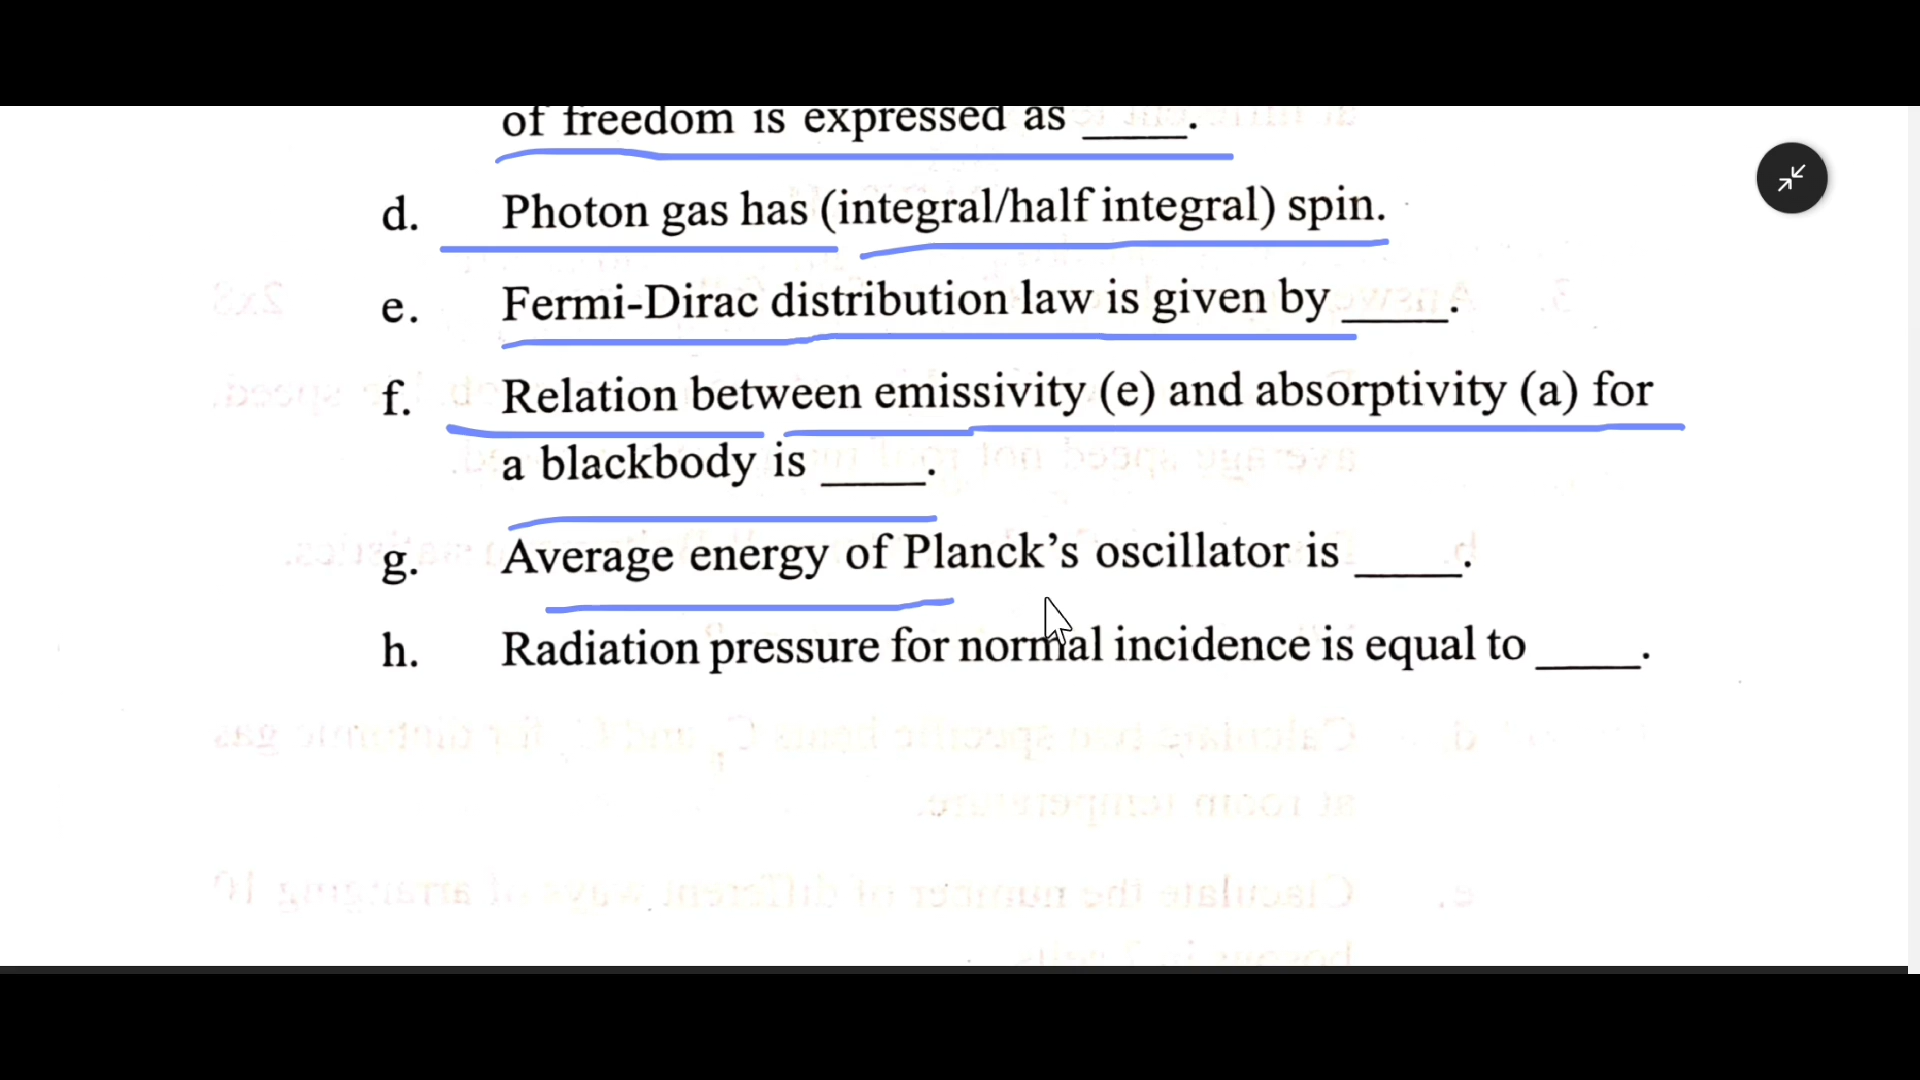 of freedom is expressed as _____.
d. Photon gas has (integral/half integral) spin.
e. Fermi-Dirac distribution law is given by _____.
f. Relation between emissivity (e) and absorptivity (a) for
a blackbody is _____.
g. Average energy of Planck’s oscillator is _____.
h. Radiation pressure for normal incidence is equal to _____.